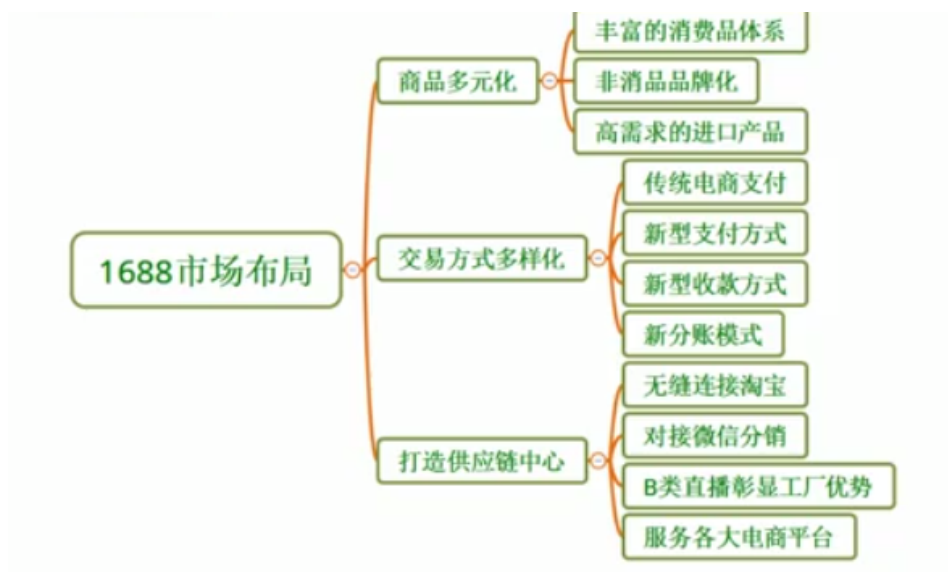 1688市场布局
商品多元化
丰富的消费品体系
非消品品牌化
高需求的进口产品
交易方式多样化
传统电商支付
新型支付方式
新型收款方式
新分账模式
打造供应链中心
无缝连接淘宝
对接微信分销
B类直播彰显工厂优势
服务各大电商平台